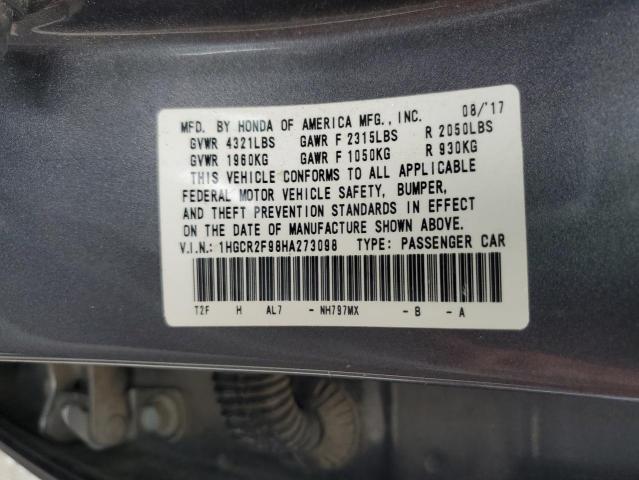 MFD. BY HONDA OF AMERICA MFG., INC. 08/'17
GVWR 4321LBS GAWR F 2315LBS R 2050LBS
GVWR 1960KG GAWR F 1050KG R 930KG
THIS VEHICLE CONFORMS TO ALL APPLICABLE
FEDERAL MOTOR VEHICLE SAFETY, BUMPER,
AND THEFT PREVENTION STANDARDS IN EFFECT
ON THE DATE OF MANUFACTURE SHOWN ABOVE.
V.I.N.: 1HGCR2F98HA273098 TYPE: PASSENGER CAR
T2F H AL7 - NH797MX - B - A